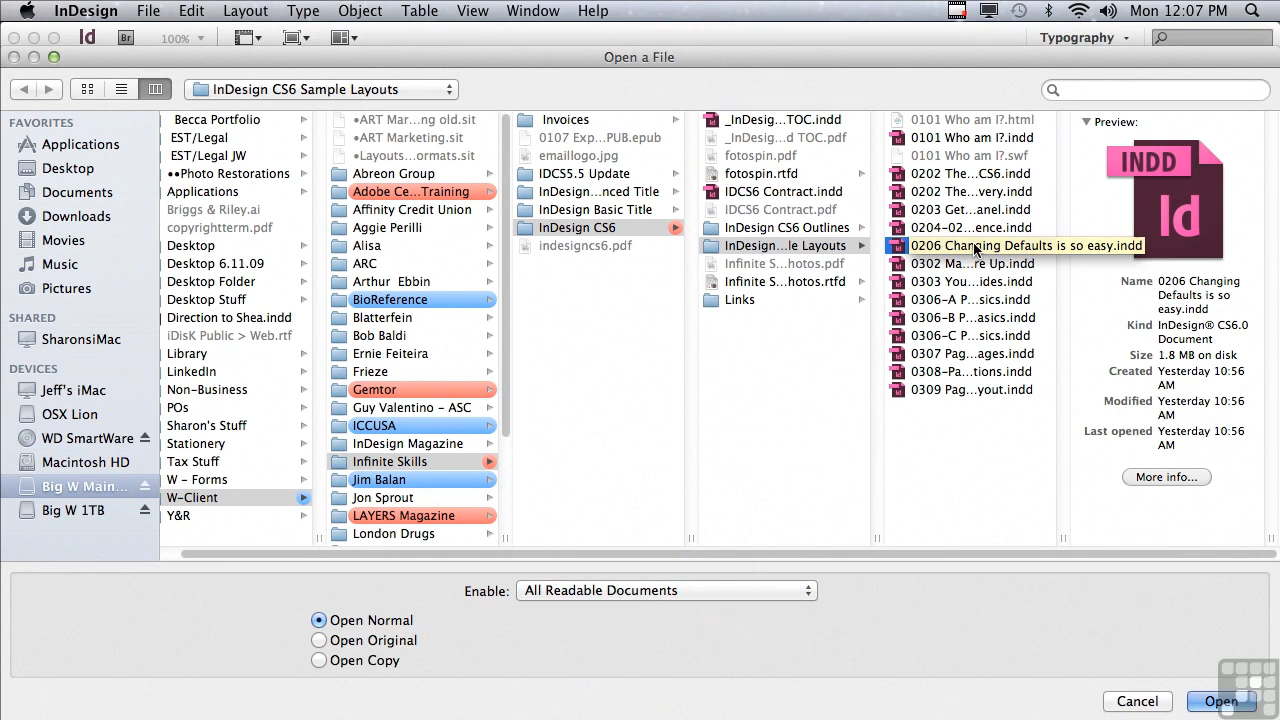 InDesign File Edit Layout Type Object Table View Window Help Mon 12:07 PM
Id Br 100% Typography
Open a File
InDesign CS6 Sample Layouts
FAVORITES
Applications
Desktop
Documents
Downloads
Movies
Music
Pictures
SHARED
SharonsiMac
DEVICES
Jeff's iMac
OSX Lion
WD SmartWare
Macintosh HD
Big W Main...
Big W 1TB
Becca Portfolio
EST/Legal
EST/Legal JW
••Photo Restorations
Applications
Briggs & Riley.ai
copyrightterm.pdf
Desktop
Desktop 6.11.09
Desktop Folder
Desktop Stuff
Direction to Shea.indd
iDisK Public > Web.rtf
Library
LinkedIn
Non-Business
POs
Sharon's Stuff
Stationery
Tax Stuff
W - Forms
W-Client
Y&R
•ART Mar...ng old.sit
•ART Marketing.sit
•Layouts...ormats.sit
Abreon Group
Adobe Ce...Training
Affinity Credit Union
Aggie Perilli
Alisa
ARC
Arthur Ebbin
BioReference
Blatterfein
Bob Baldi
Ernie Feiteira
Frieze
Gemtor
Guy Valentino - ASC
ICCUSA
InDesign Magazine
Infinite Skills
Jim Balan
Jon Sprout
LAYERS Magazine
London Drugs
Invoices
0107 Exp...PUB.epub
emaillogo.jpg
IDCS5.5 Update
InDesign...nced Title
InDesign Basic Title
InDesign CS6
indesigncs6.pdf
_InDesig...TOC.indd
_InDesig...d TOC.pdf
fotospin.pdf
fotospin.rtfd
IDCS6 Contract.indd
IDCS6 Contract.pdf
InDesign CS6 Outlines
InDesign...le Layouts
Infinite S...hotos.pdf
Infinite S...hotos.rtfd
Links
0101 Who am I?.html
0101 Who am I?.indd
0101 Who am I?.swf
0202 The...CS6.indd
0202 The...very.indd
0203 Get...anel.indd
0204-02...ence.indd
0206 Changing Defaults is so easy.indd
0302 Ma...re Up.indd
0303 You...ides.indd
0306-A P...sics.indd
0306-B P...asics.indd
0306-C P...sics.indd
0307 Pag...ages.indd
0308-Pa...tions.indd
0309 Pag...yout.indd
Preview:
INDD
Id
Name 0206 Changing
Defaults is so
easy.indd
Kind InDesign® CS6.0
Document
Size 1.8 MB on disk
Created Yesterday 10:56
AM
Modified Yesterday 10:56
AM
Last opened Yesterday 10:56
AM
More info...
Enable: All Readable Documents
Open Normal
Open Original
Open Copy
Cancel Open